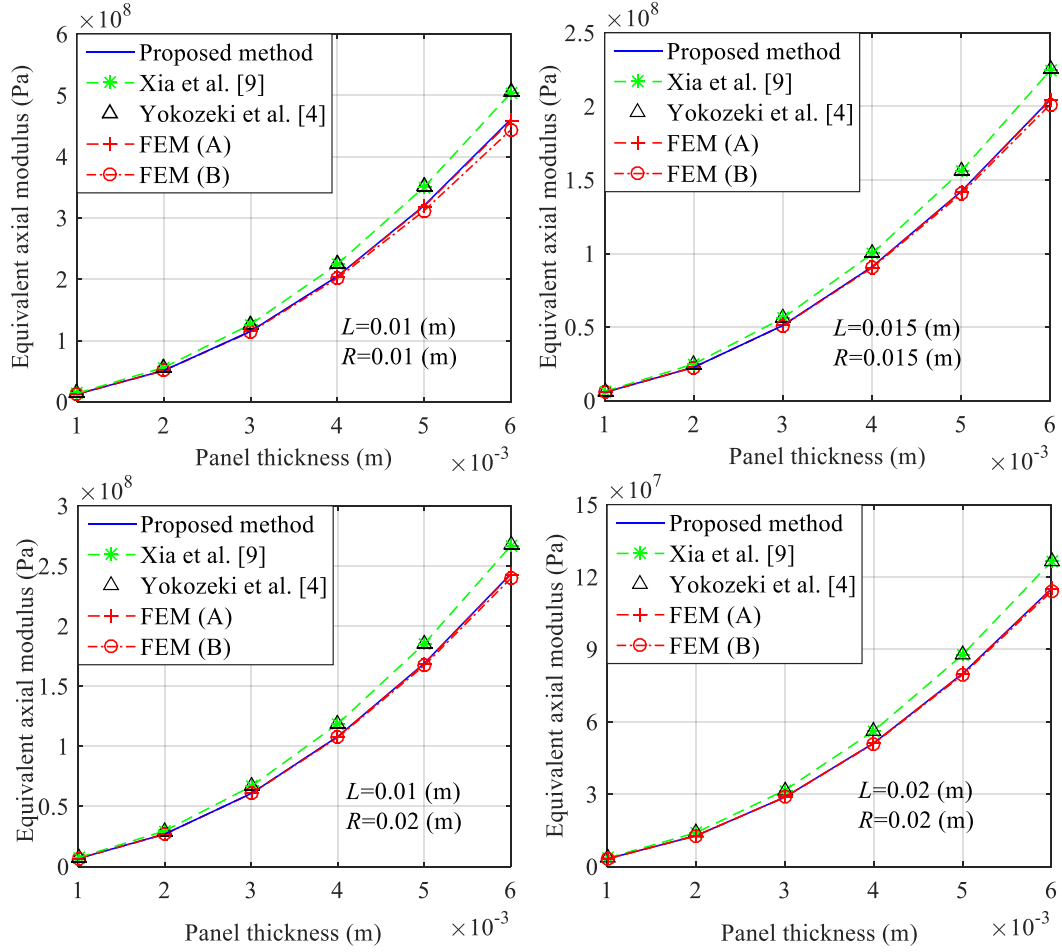 ×10⁸
6
5
4
3
2
1
0
Equivalent axial modulus (Pa)
Proposed method
Xia et al. [9]
Yokozeki et al. [4]
FEM (A)
FEM (B)
L=0.01 (m)
R=0.01 (m)
1 2 3 4 5 6
Panel thickness (m)
×10⁻³
×10⁸
2.5
2
1.5
1
0.5
0
Equivalent axial modulus (Pa)
Proposed method
Xia et al. [9]
Yokozeki et al. [4]
FEM (A)
FEM (B)
L=0.015 (m)
R=0.015 (m)
1 2 3 4 5 6
Panel thickness (m)
×10⁻³
×10⁸
3
2.5
2
1.5
1
0.5
0
Equivalent axial modulus (Pa)
Proposed method
Xia et al. [9]
Yokozeki et al. [4]
FEM (A)
FEM (B)
L=0.01 (m)
R=0.02 (m)
1 2 3 4 5 6
Panel thickness (m)
×10⁻³
×10⁷
15
12
9
6
3
0
Equivalent axial modulus (Pa)
Proposed method
Xia et al. [9]
Yokozeki et al. [4]
FEM (A)
FEM (B)
L=0.02 (m)
R=0.02 (m)
1 2 3 4 5 6
Panel thickness (m)
×10⁻³